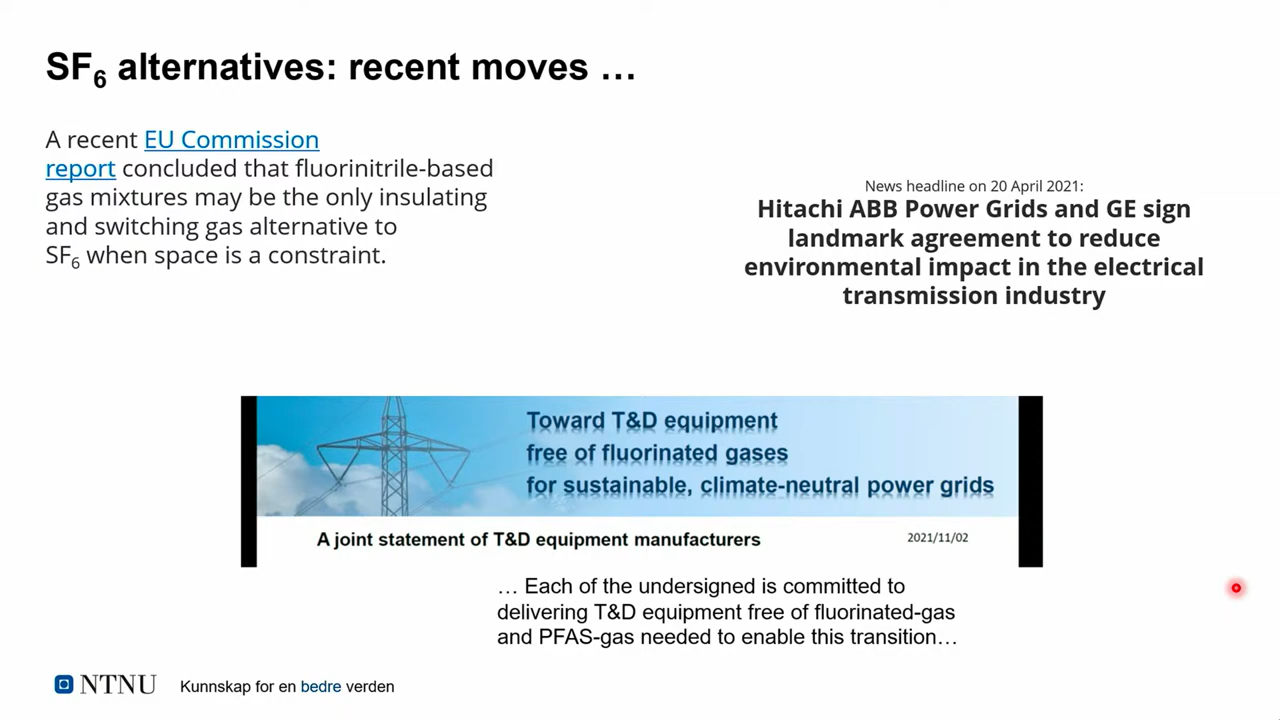 SF₆ alternatives: recent moves …
A recent EU Commission
report concluded that fluorinitrile-based
gas mixtures may be the only insulating
and switching gas alternative to
SF₆ when space is a constraint.
News headline on 20 April 2021:
Hitachi ABB Power Grids and GE sign
landmark agreement to reduce
environmental impact in the electrical
transmission industry
Toward T&D equipment
free of fluorinated gases
for sustainable, climate-neutral power grids
A joint statement of T&D equipment manufacturers
2021/11/02
… Each of the undersigned is committed to
delivering T&D equipment free of fluorinated-gas
and PFAS-gas needed to enable this transition…
NTNU
Kunnskap for en bedre verden